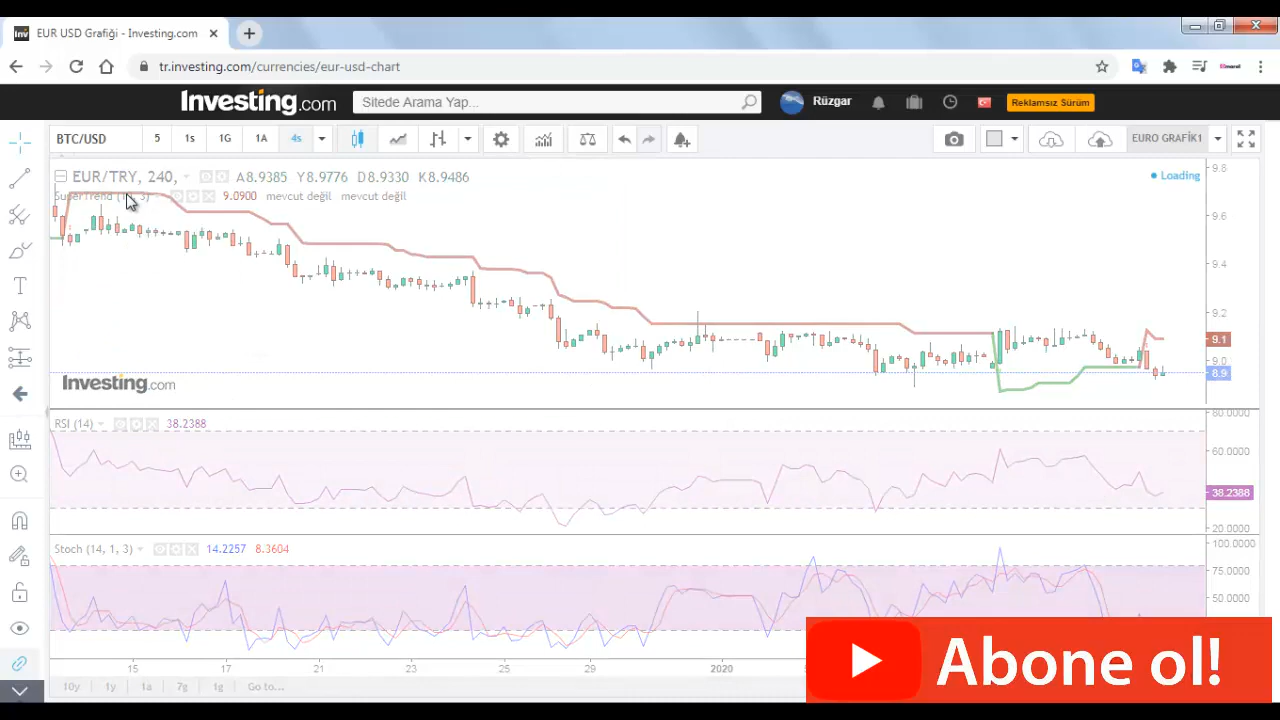 EUR USD Grafiği - Investing.com
tr.investing.com/currencies/eur-usd-chart
Investing.com
Sitede Arama Yap...
Rüzgar
Reklamsız Sürüm
BTC/USD 5 1s 1G 1A 4s
EURO GRAFİK1
EUR/TRY, 240, A8.9385 Y8.9776 D8.9330 K8.9486
Loading
9.8
9.0900 mevcut değil mevcut değil
9.6
9.4
9.2
9.1
9.0
8.9
Investing.com
RSI (14) 38.2388
80.0000
60.0000
38.2388
20.0000
Stoch (14, 1, 3) 14.2257 8.3604
100.0000
75.0000
50.0000
15 17 21 23 25 29 2020
10y 1y 1a 7g 1g Go to...
Abone ol!